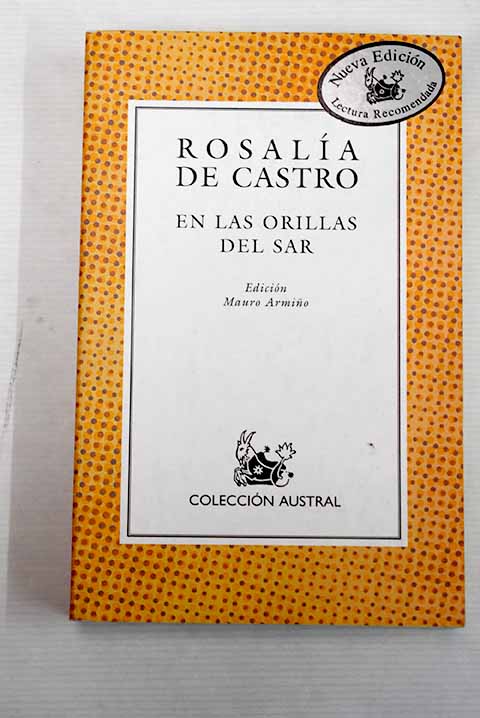 Nueva Edición
Lectura Recomendada
ROSALÍA
DE CASTRO
EN LAS ORILLAS
DEL SAR
Edición
Mauro Armiño
COLECCIÓN AUSTRAL